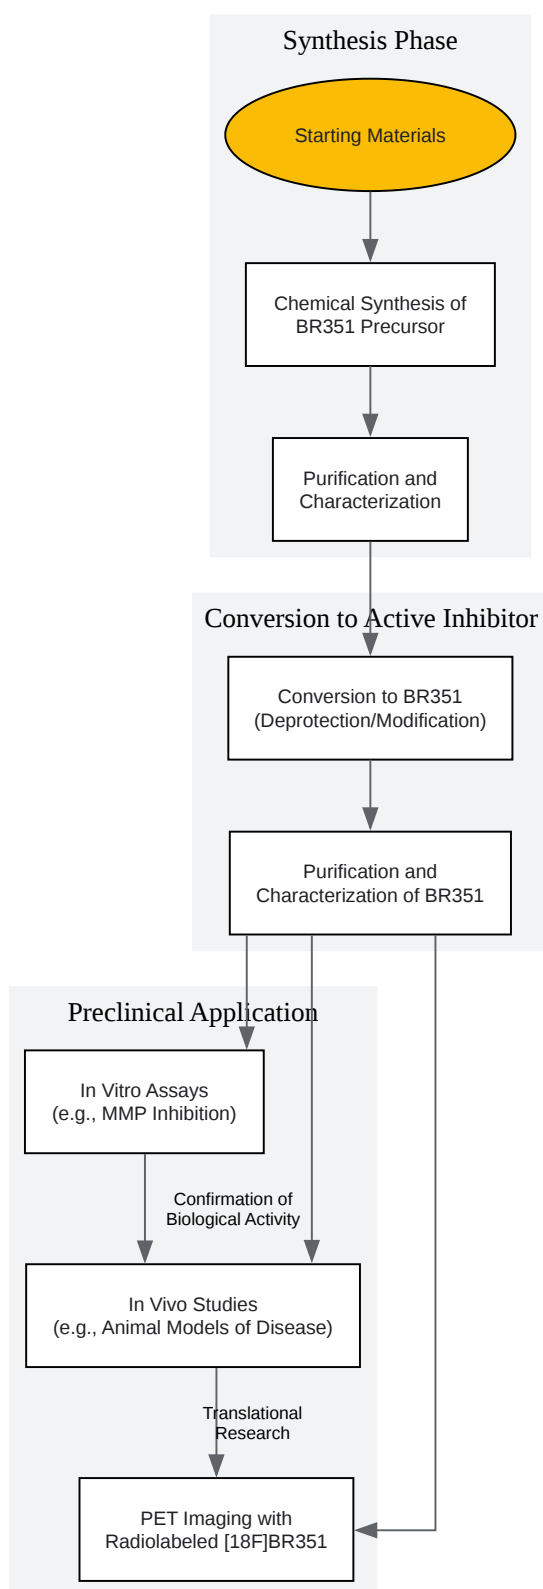 Synthesis Phase
Starting Materials
Chemical Synthesis of
BR351 Precursor
Purification and
Characterization
Conversion to Active Inhibitor
Conversion to BR351
(Deprotection/Modification)
Purification and
Characterization of BR351
Preclinical Application
In Vitro Assays
(e.g., MMP Inhibition)
Confirmation of
Biological Activity
In Vivo Studies
(e.g., Animal Models of Disease)
Translational
Research
PET Imaging with
Radiolabeled [18F]BR351